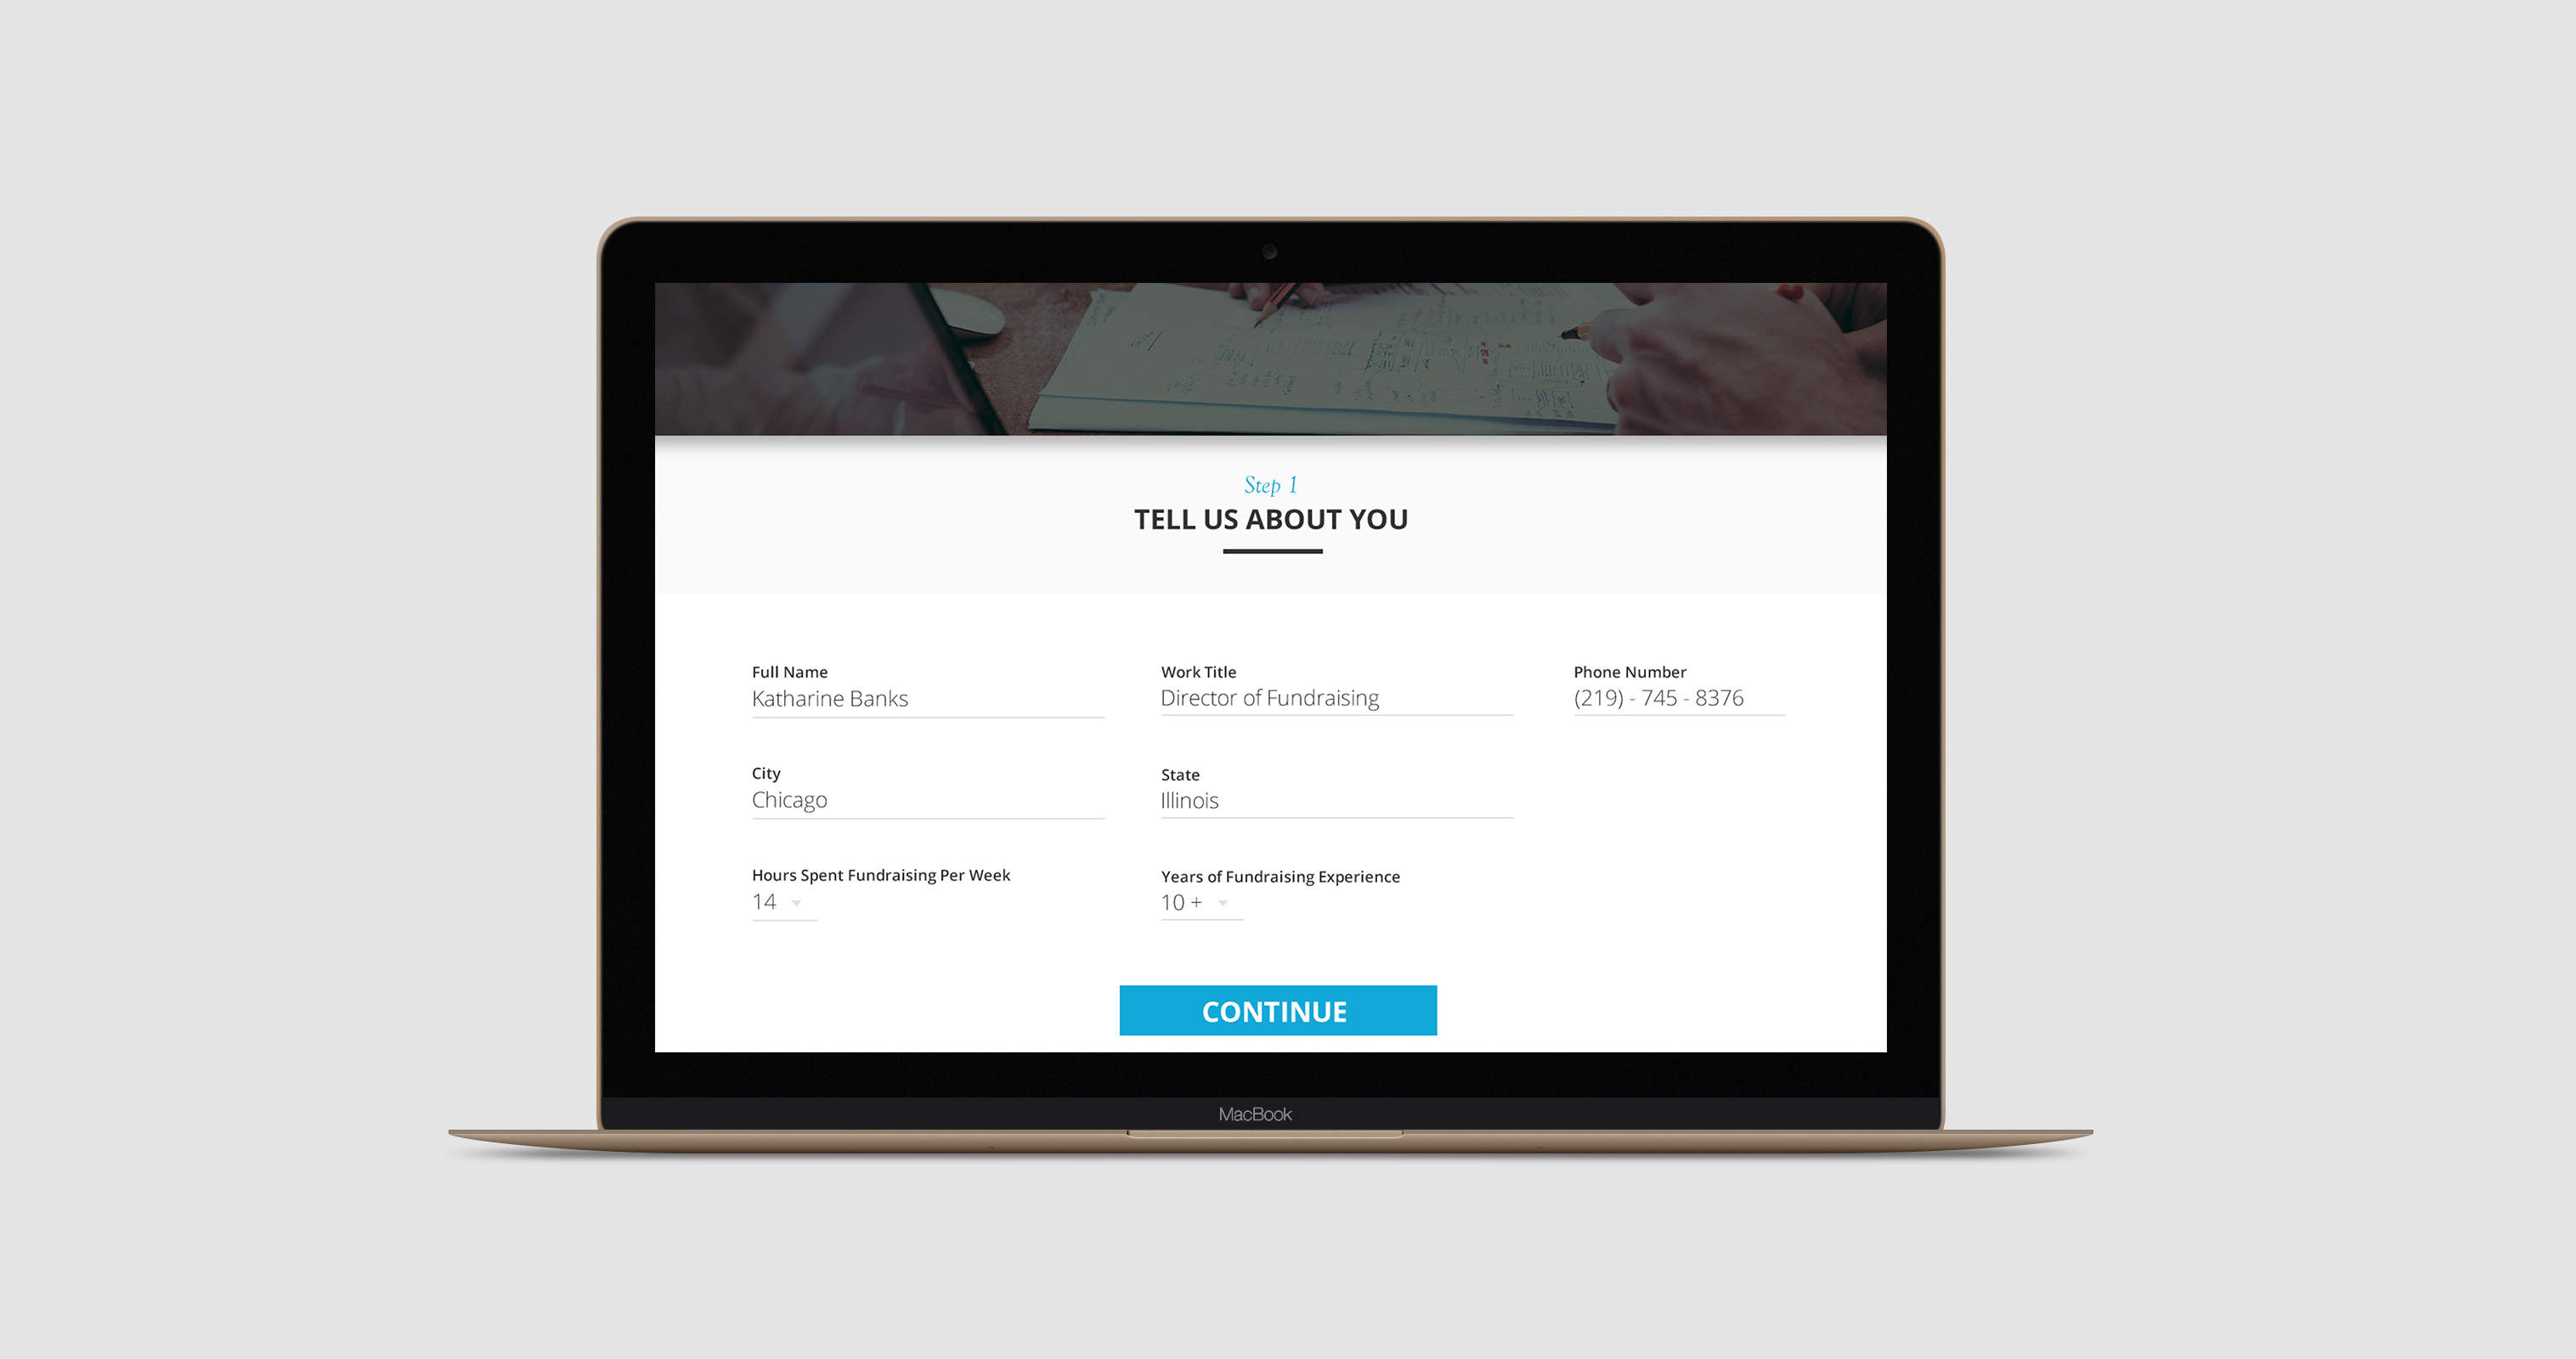 Step 1
TELL US ABOUT YOU
Full Name
Katharine Banks
Work Title
Director of Fundraising
Phone Number
(219) - 745 - 8376
City
Chicago
State
Illinois
Hours Spent Fundraising Per Week
14
Years of Fundraising Experience
10 +
CONTINUE
MacBook